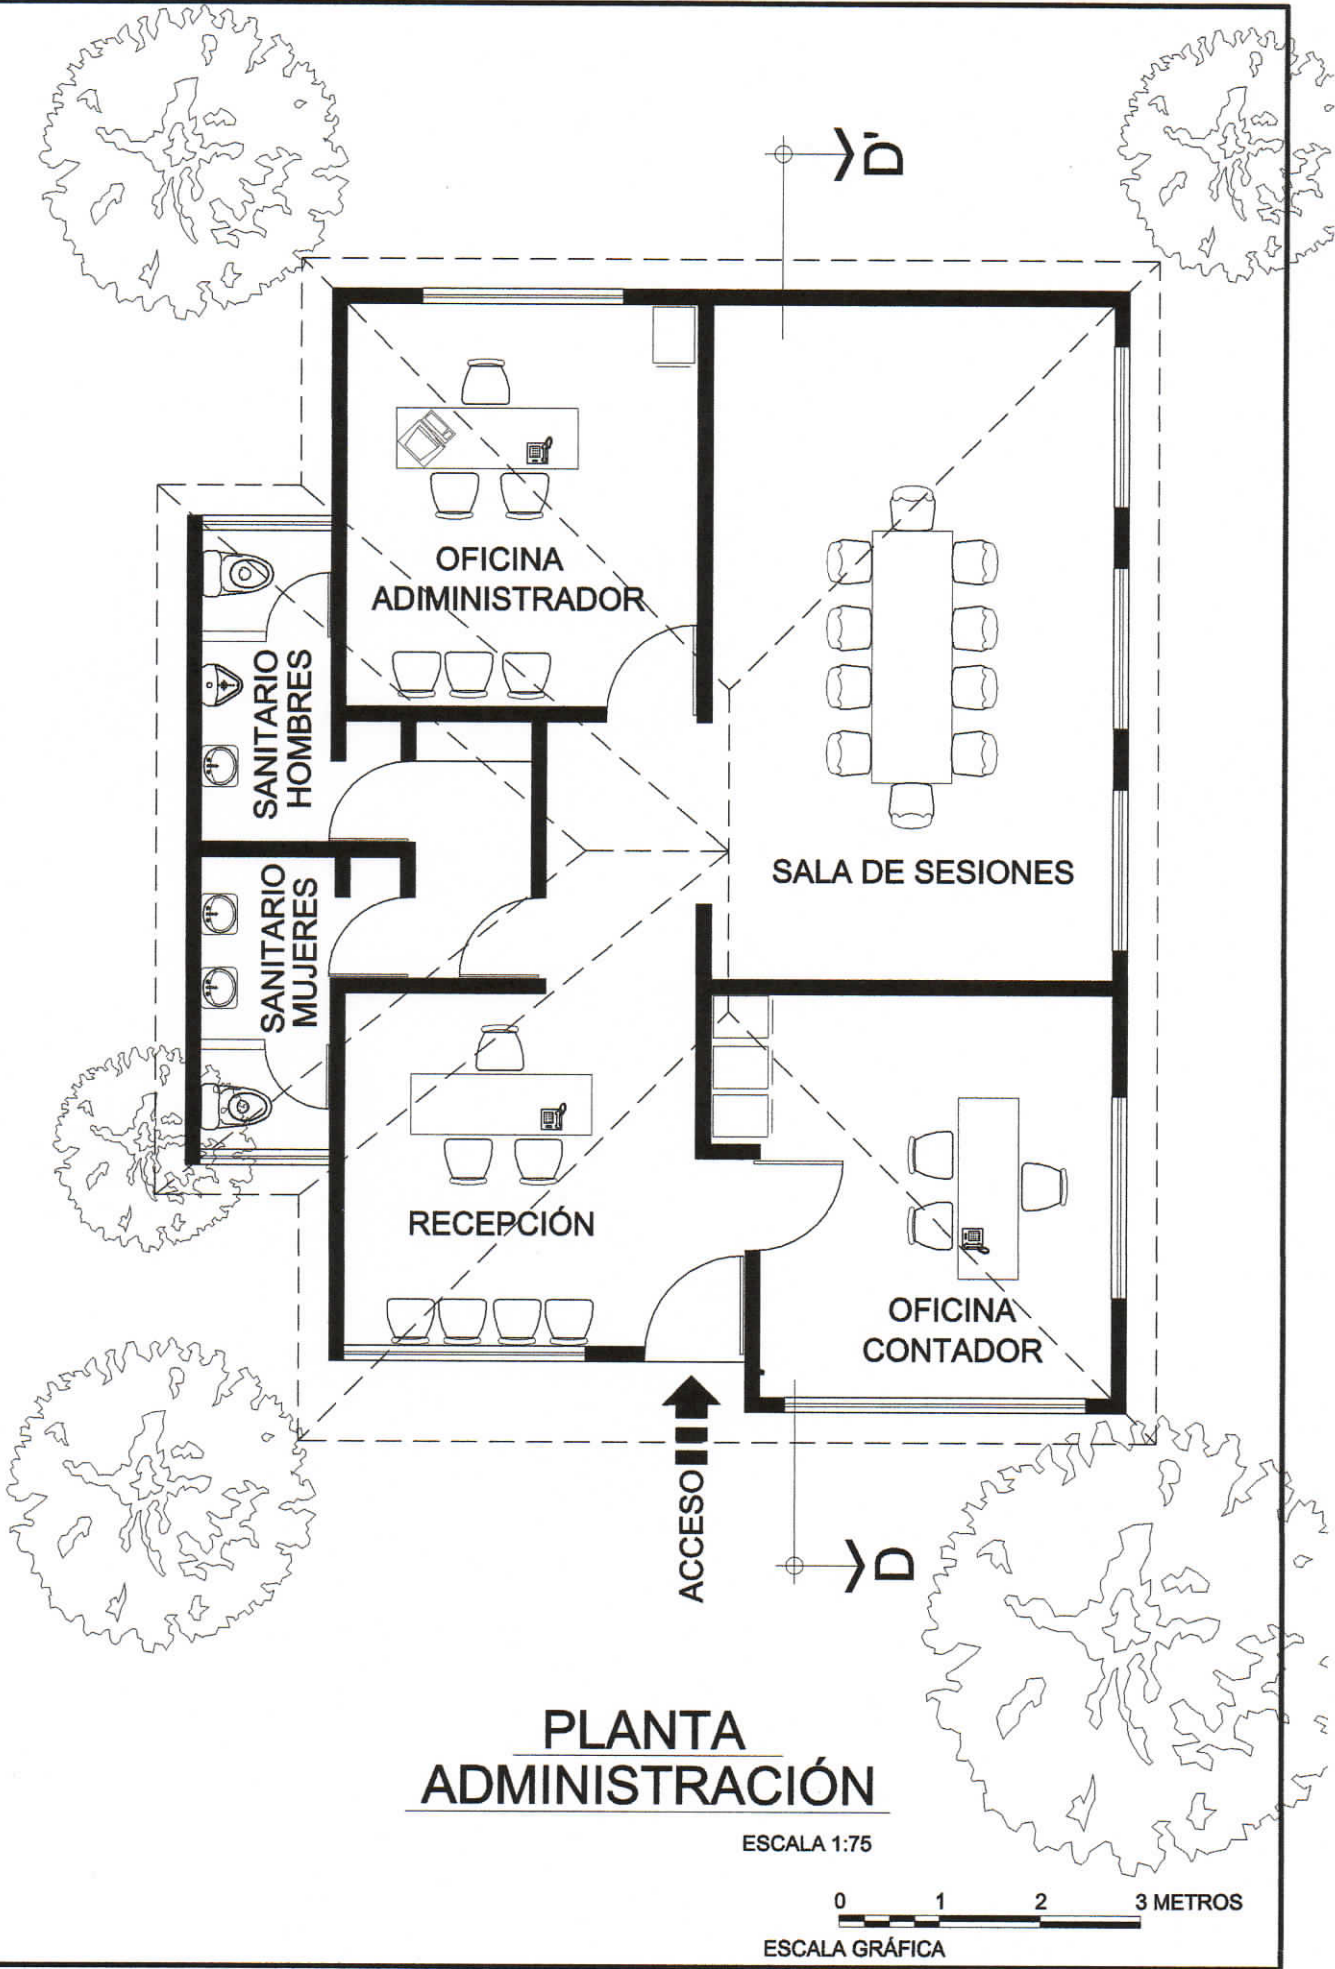 D'
OFICINA
ADIMINISTRADOR
SANITARIO
HOMBRES
SALA DE SESIONES
SANITARIO
MUJERES
RECEPCIÓN
OFICINA
CONTADOR
ACCESO
D
PLANTA
ADMINISTRACIÓN
ESCALA 1:75
0 1 2 3 METROS
ESCALA GRÁFICA